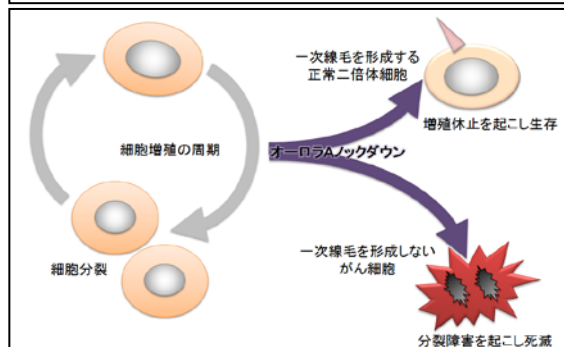 一次線毛を形成する
正常二倍体細胞
増殖休止を起こし生存
細胞増殖の周期
オーロラAノックダウン
一次線毛を形成しない
がん細胞
細胞分裂
分裂障害を起こし死滅